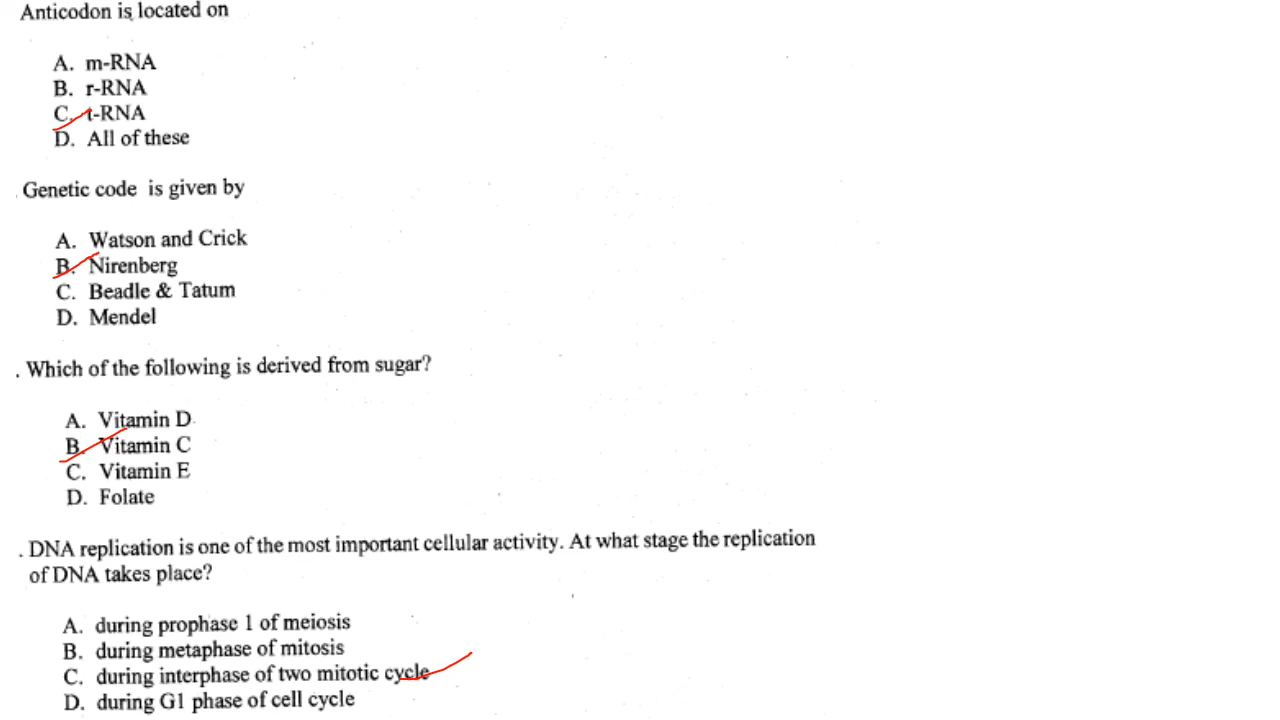 Anticodon is located on
A. m-RNA
B. r-RNA
C. t-RNA
D. All of these
Genetic code is given by
A. Watson and Crick
B. Nirenberg
C. Beadle & Tatum
D. Mendel
. Which of the following is derived from sugar?
A. Vitamin D
B. Vitamin C
C. Vitamin E
D. Folate
. DNA replication is one of the most important cellular activity. At what stage the replication
of DNA takes place?
A. during prophase 1 of meiosis
B. during metaphase of mitosis
C. during interphase of two mitotic cycle
D. during G1 phase of cell cycle